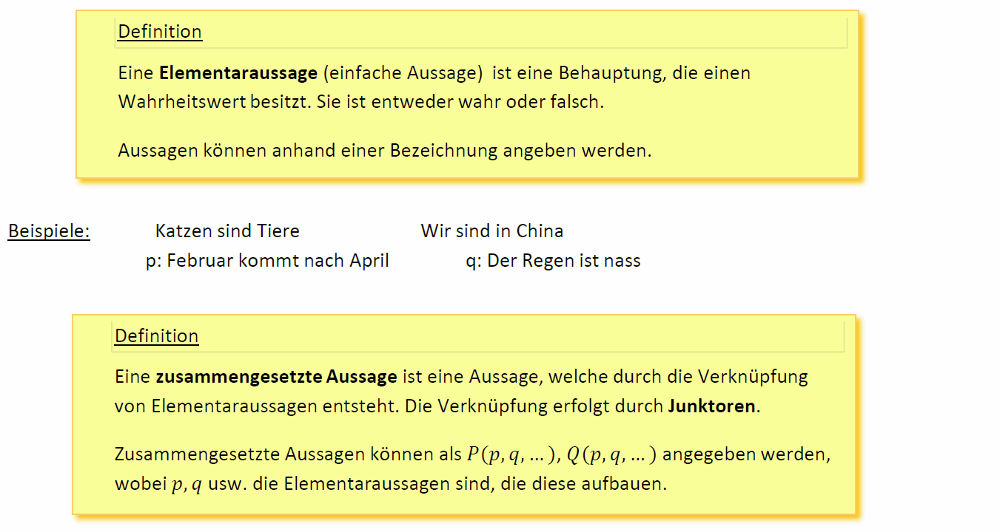 Definition
Eine Elementaraussage (einfache Aussage) ist eine Behauptung, die einen
Wahrheitswert besitzt. Sie ist entweder wahr oder falsch.
Aussagen können anhand einer Bezeichnung angeben werden.
Beispiele: Katzen sind Tiere Wir sind in China
p: Februar kommt nach April q: Der Regen ist nass
Definition
Eine zusammengesetzte Aussage ist eine Aussage, welche durch die Verknüpfung
von Elementaraussagen entsteht. Die Verknüpfung erfolgt durch Junktoren.
Zusammengesetzte Aussagen können als P(p, q, ...), Q(p, q, ...) angegeben werden,
wobei p, q usw. die Elementaraussagen sind, die diese aufbauen.